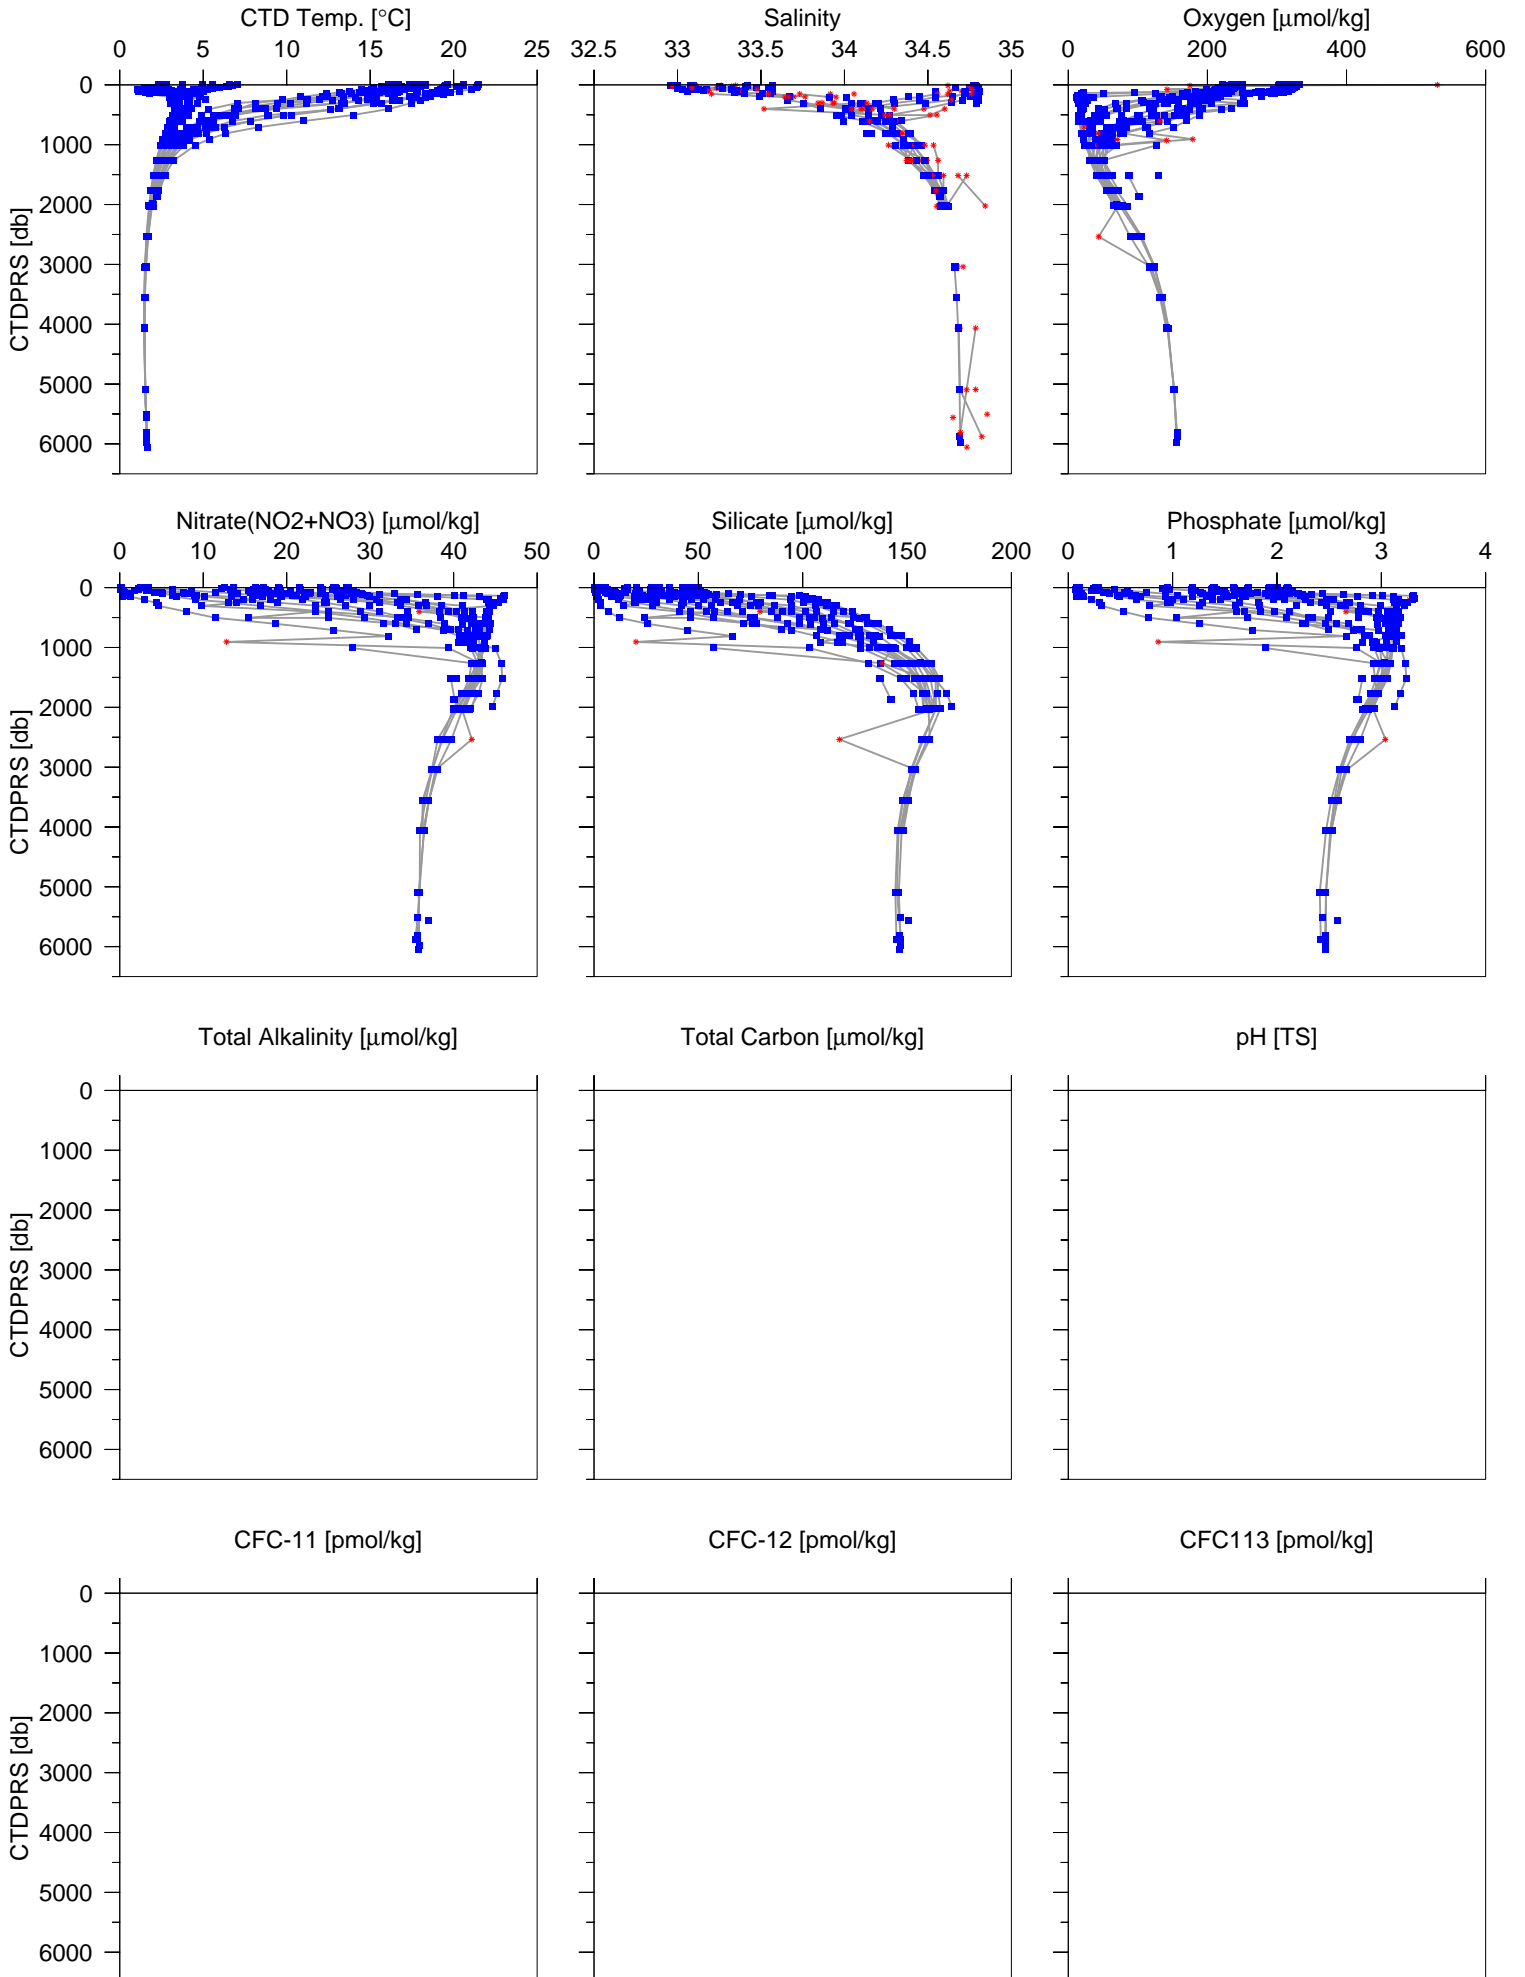 CTD Temp. [°C] Salinity Oxygen [μmol/kg]
0 5 10 15 20 25 32.5 33 33.5 34 34.5 35 0 200 400 600
0
1000
2000
3000
4000
5000
6000
CTDPRS [db]
Nitrate(NO2+NO3) [μmol/kg] Silicate [μmol/kg] Phosphate [μmol/kg]
0 10 20 30 40 50 0 50 100 150 200 0 1 2 3 4
0
1000
2000
3000
4000
5000
6000
CTDPRS [db]
Total Alkalinity [μmol/kg] Total Carbon [μmol/kg] pH [TS]
0
1000
2000
3000
4000
5000
6000
CTDPRS [db]
CFC-11 [pmol/kg] CFC-12 [pmol/kg] CFC113 [pmol/kg]
0
1000
2000
3000
4000
5000
6000
CTDPRS [db]